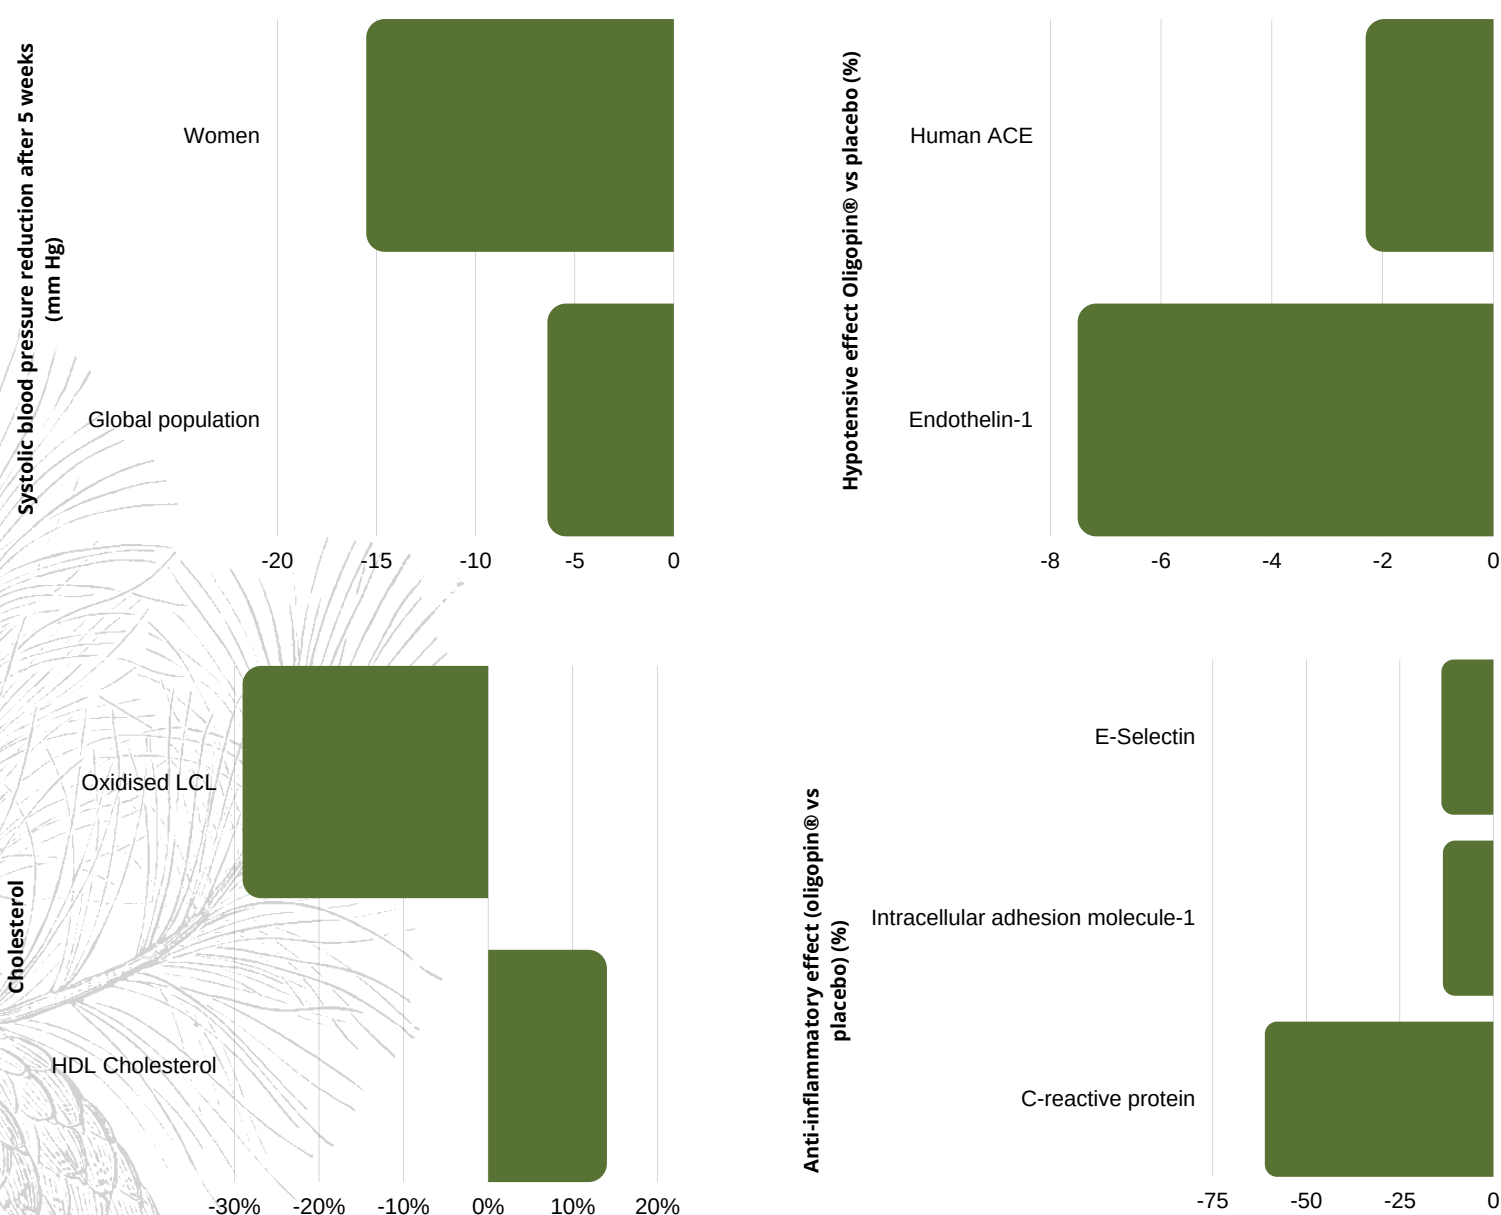 Systolic blood pressure reduction after 5 weeks
(mm Hg)
Women
Global population
-20 -15 -10 -5 0
Hypotensive effect Oligopin® vs placebo (%)
Human ACE
Endothelin-1
-8 -6 -4 -2 0
Cholesterol
Oxidised LCL
HDL Cholesterol
-30% -20% -10% 0% 10% 20%
Anti-inflammatory effect (oligopin® vs
placebo) (%)
E-Selectin
Intracellular adhesion molecule-1
C-reactive protein
-75 -50 -25 0